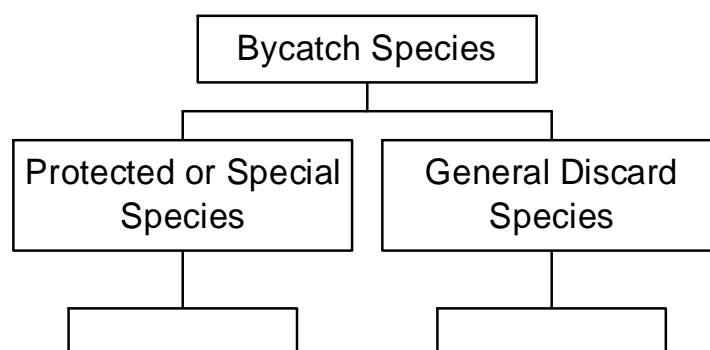 Bycatch Species
Protected or Special
Species
General Discard
Species